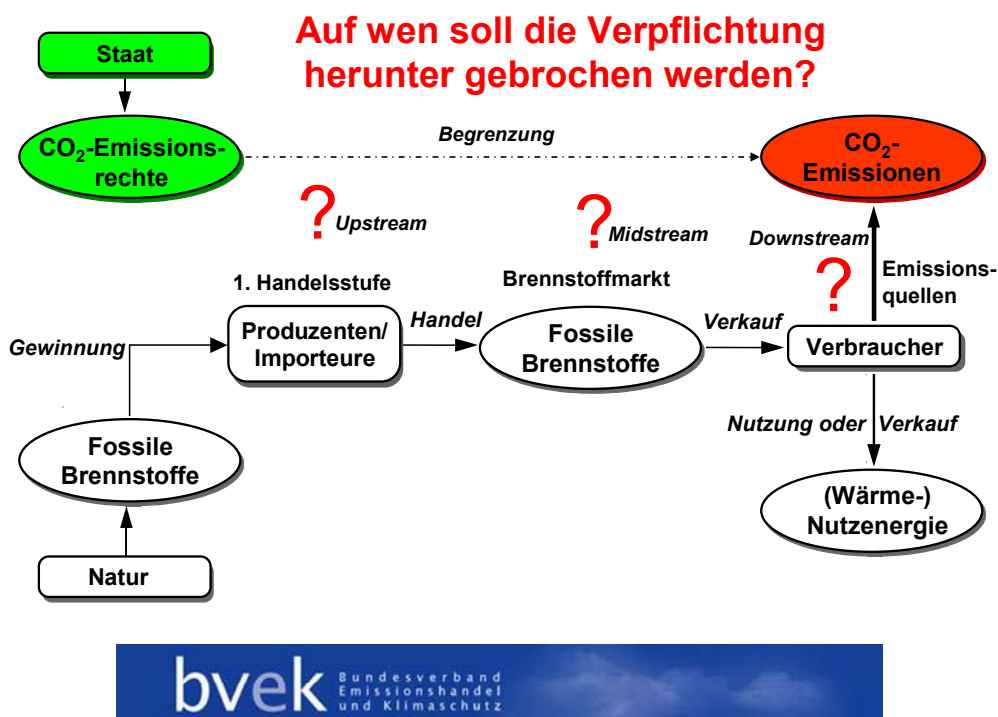 Auf wen soll die Verpflichtung
herunter gebrochen werden?
Staat
CO₂-Emissions-
rechte
Begrenzung
CO₂-
Emissionen
? Upstream
? Midstream
Downstream
?
Emissions-
quellen
1. Handelsstufe
Brennstoffmarkt
Gewinnung
Produzenten/
Importeure
Handel
Fossile
Brennstoffe
Verkauf
Verbraucher
Fossile
Brennstoffe
Nutzung oder Verkauf
(Wärme-)
Nutzenergie
Natur
bvek
Bundesverband
Emissionshandel
und Klimaschutz